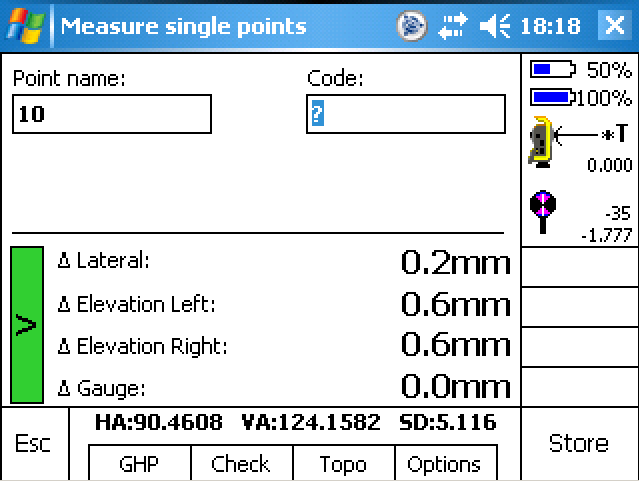 Measure single points 18:18
Point name: Code:
10 ?
50%
100%
T
0.000
-35
-1.777
Δ Lateral: 0.2mm
Δ Elevation Left: 0.6mm
Δ Elevation Right: 0.6mm
Δ Gauge: 0.0mm
>
HA:90.4608 VA:124.1582 SD:5.116
Esc GHP Check Topo Options Store